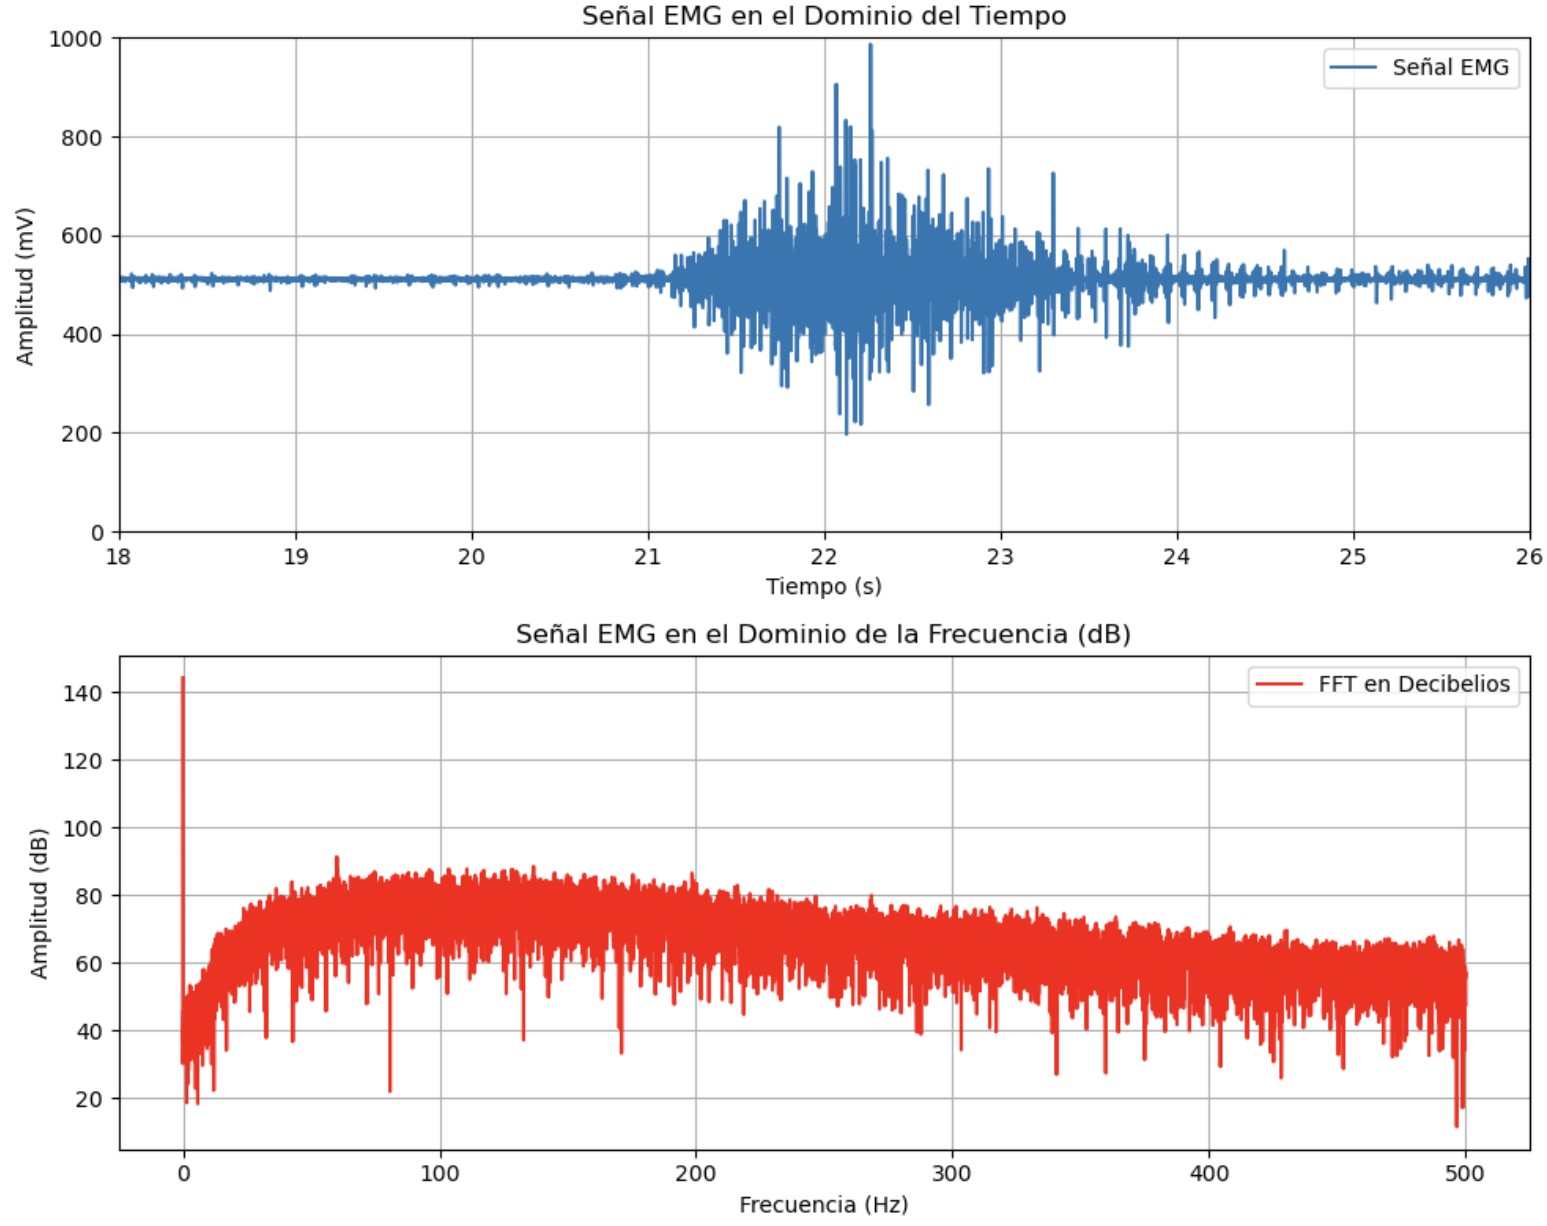 Señal EMG en el Dominio del Tiempo
1000
800
600
400
200
0
Amplitud (mV)
Señal EMG
18 19 20 21 22 23 24 25 26
Tiempo (s)
Señal EMG en el Dominio de la Frecuencia (dB)
140
120
100
80
60
40
20
Amplitud (dB)
FFT en Decibelios
0 100 200 300 400 500
Frecuencia (Hz)